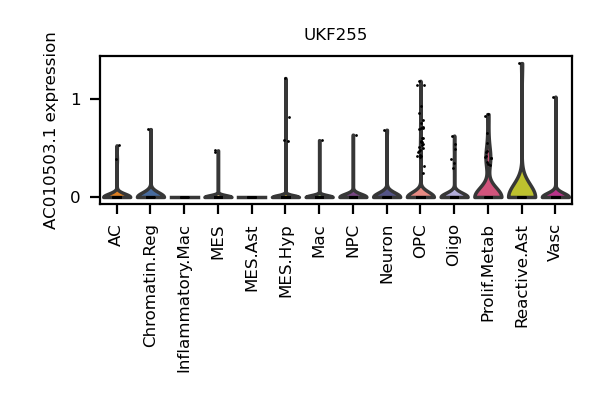 UKF255
AC010503.1 expression
1
0
AC
Chromatin.Reg
Inflammatory.Mac
MES
MES.Ast
MES.Hyp
Mac
NPC
Neuron
OPC
Oligo
Prolif.Metab
Reactive.Ast
Vasc